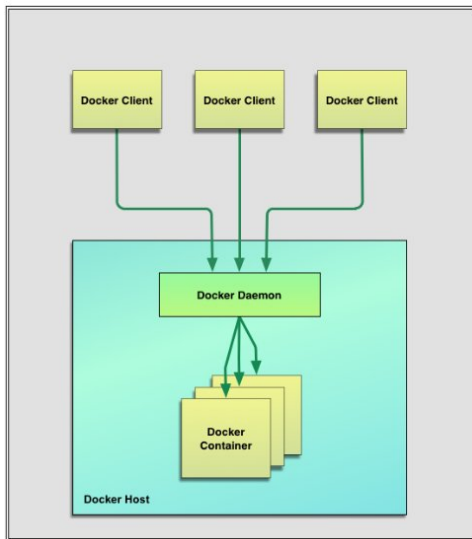 Docker Client
Docker Client
Docker Client
Docker Daemon
Docker
Container
Docker Host